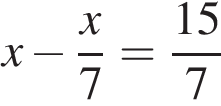 x − x/7 = 15/7